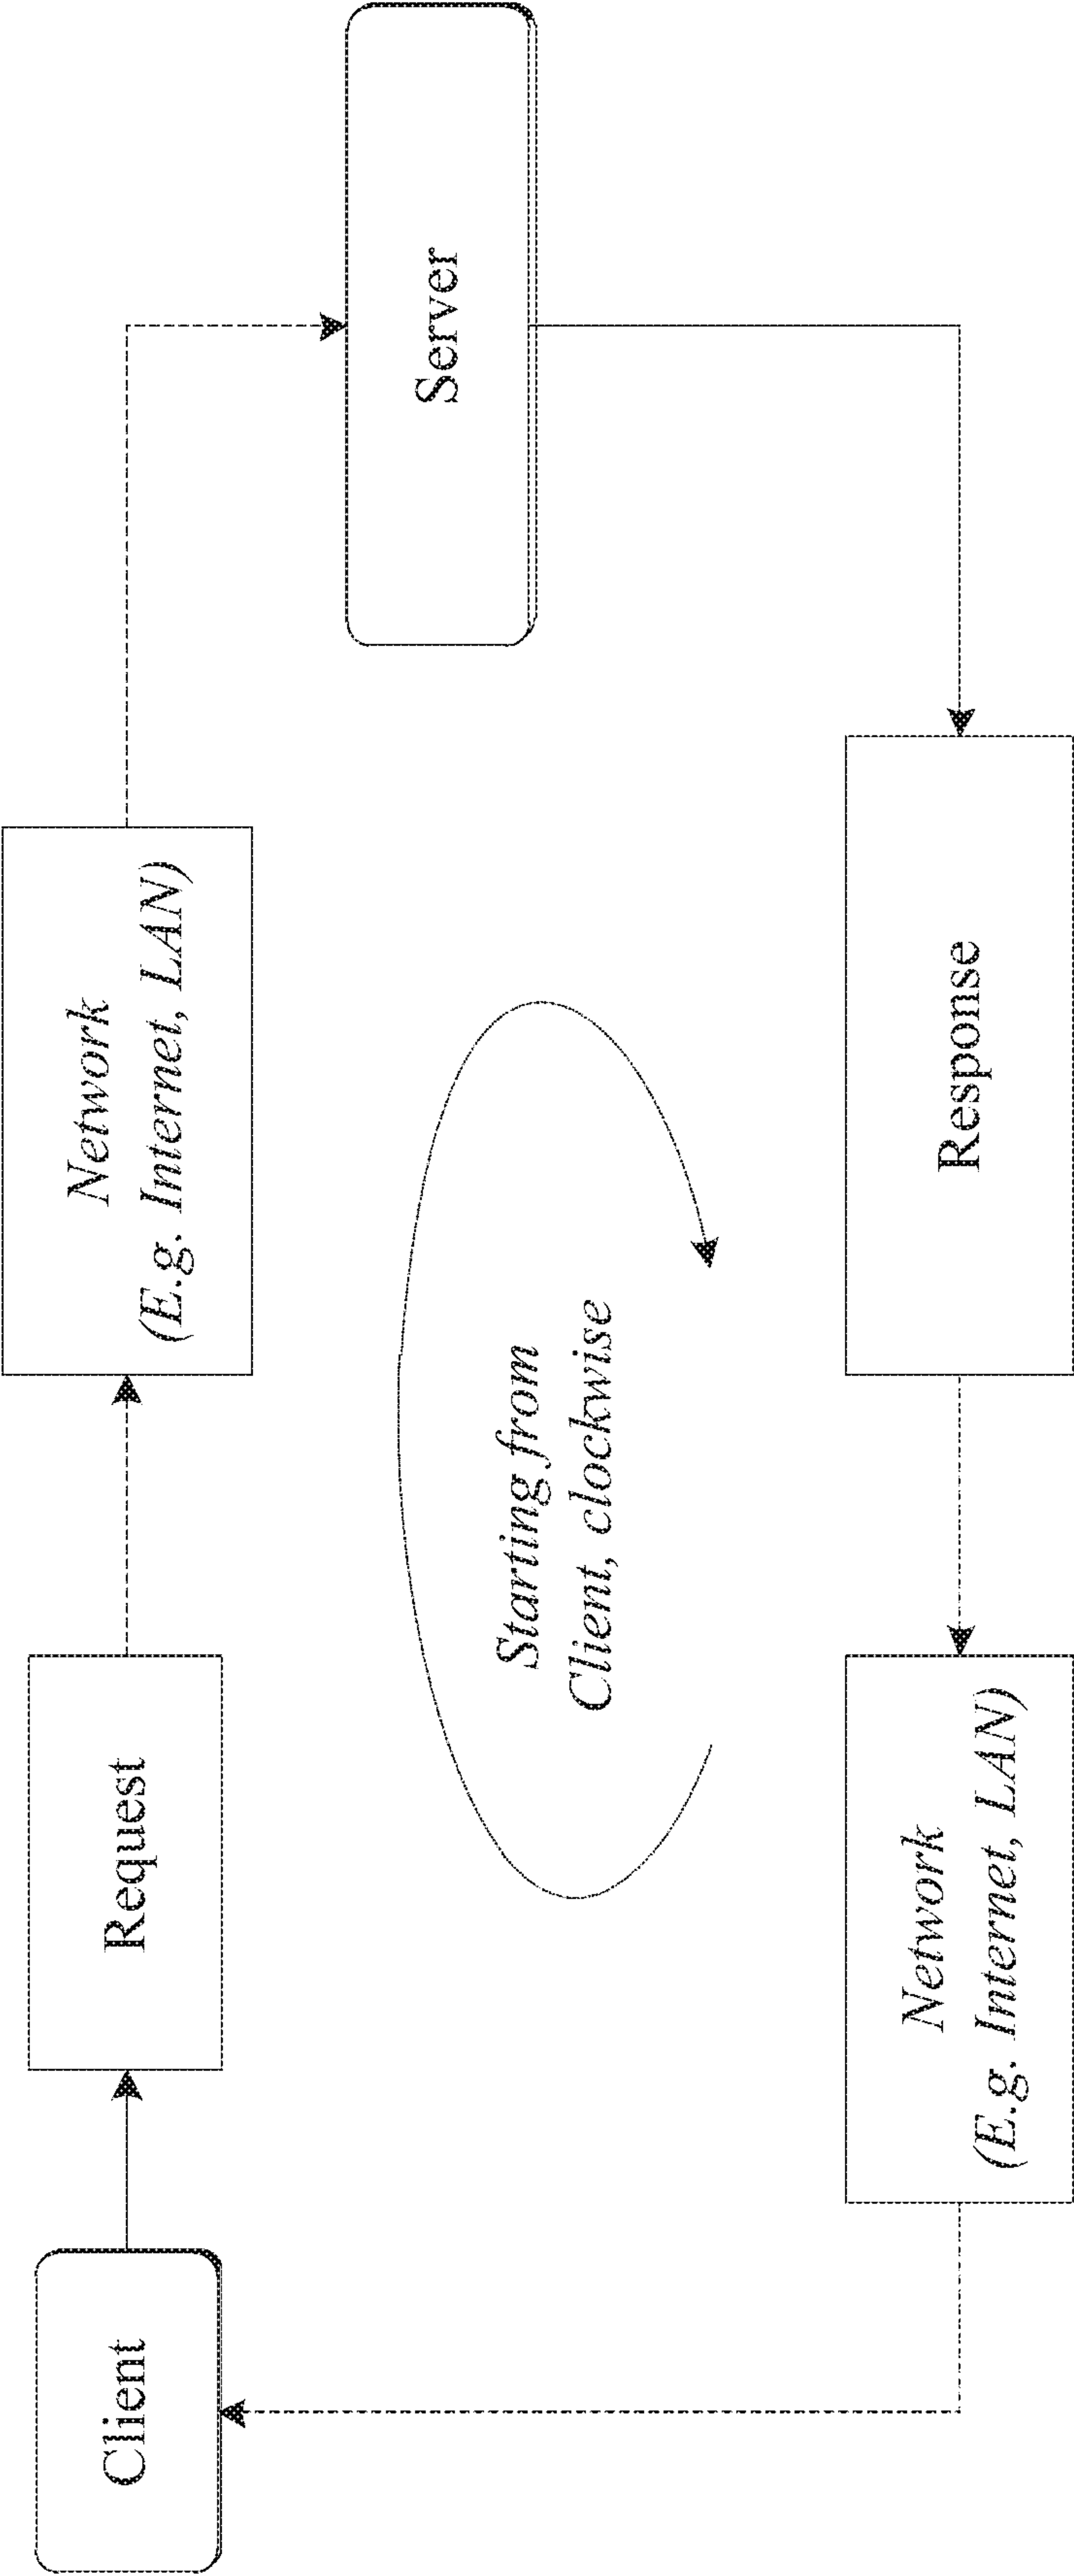 Client
Request
Network
(E.g. Internet, LAN)
Server
Starting from
Client, clockwise
Network
(E.g. Internet, LAN)
Response